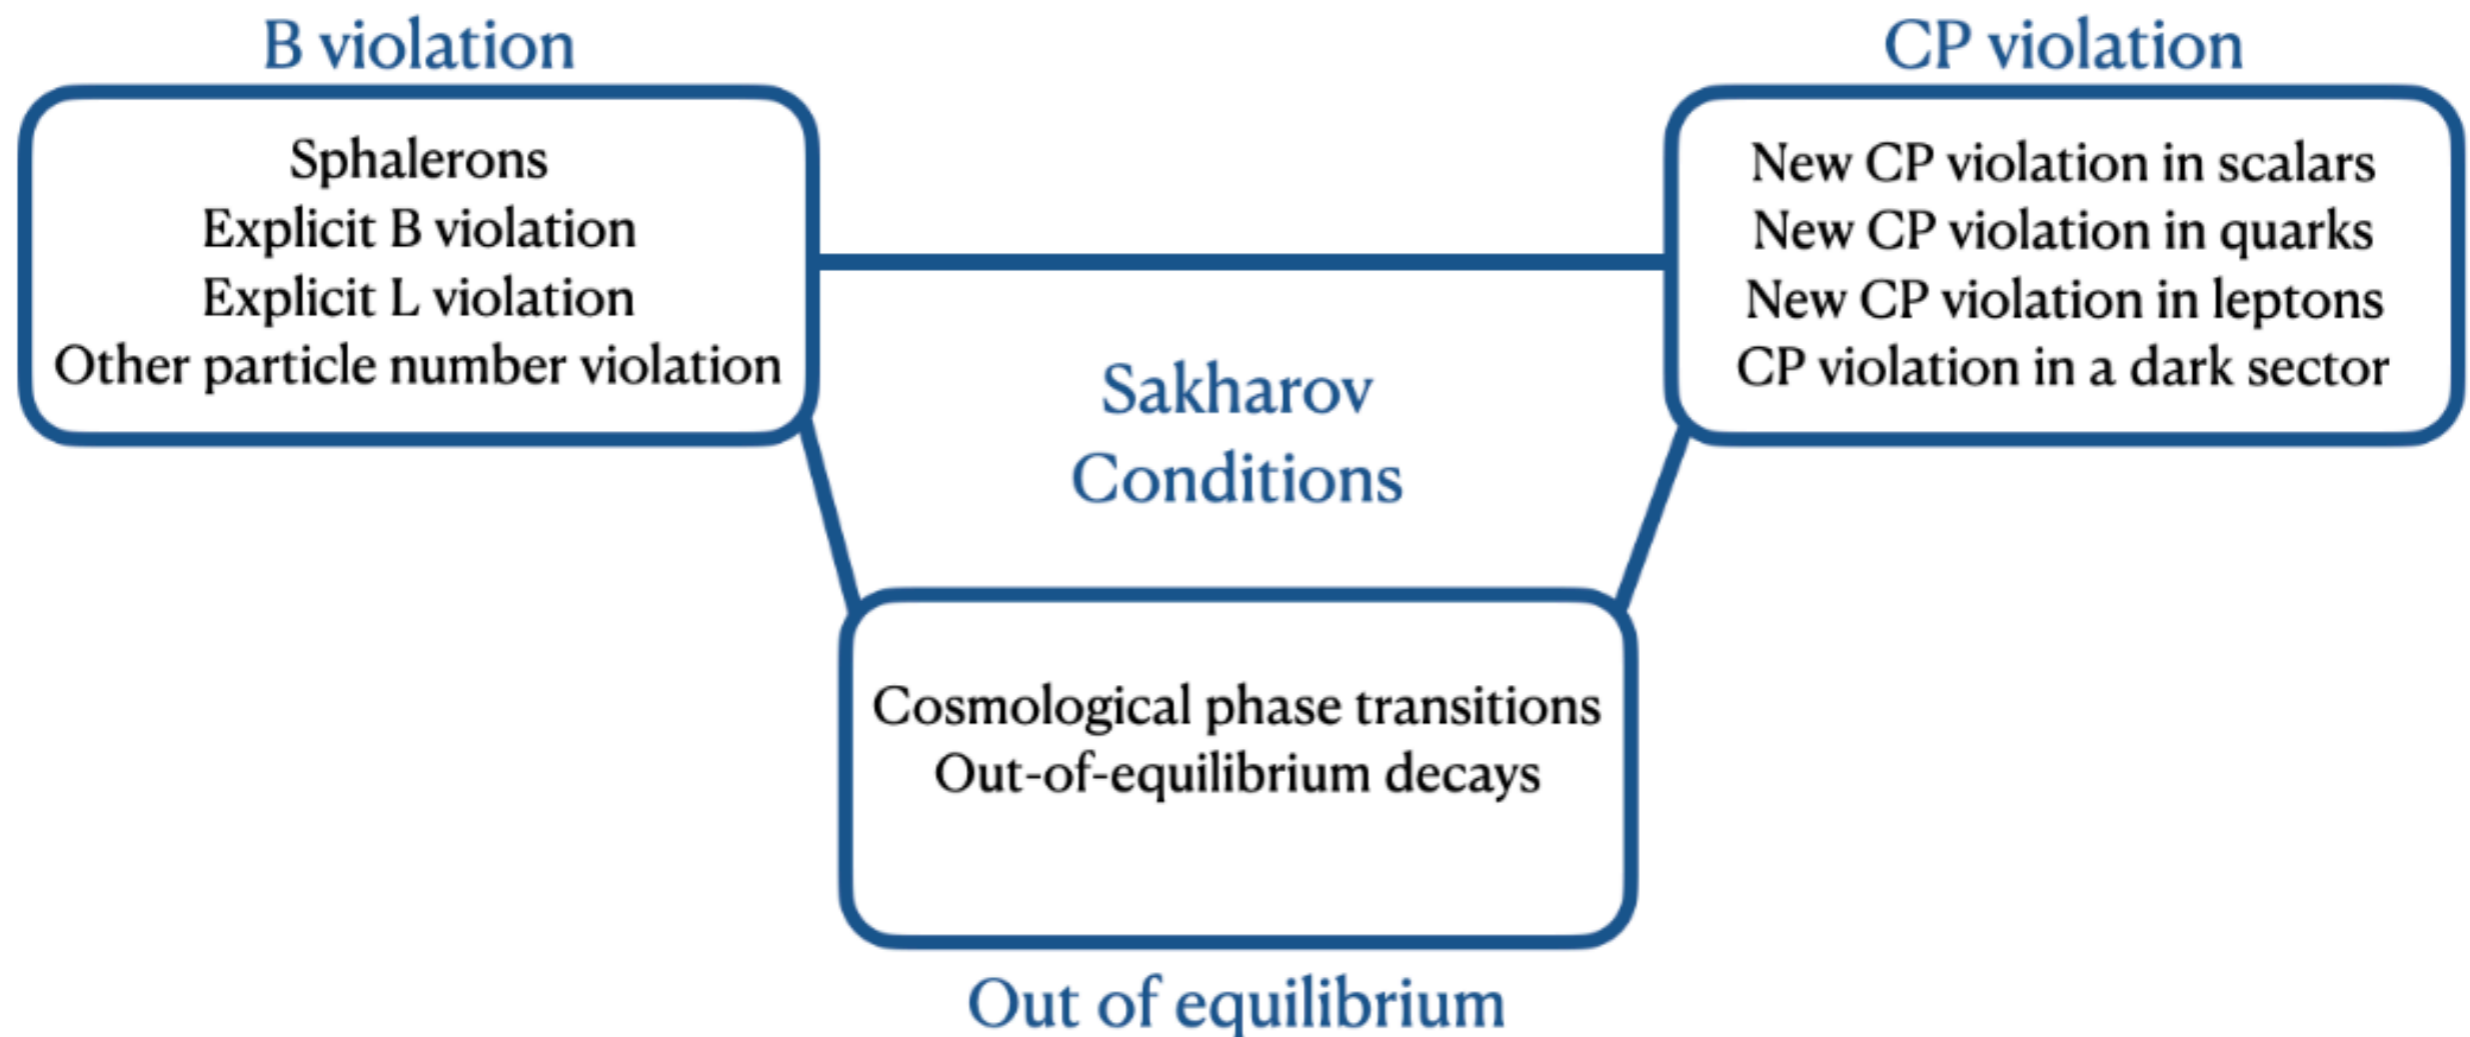 B violation
Sphalerons
Explicit B violation
Explicit L violation
Other particle number violation
CP violation
New CP violation in scalars
New CP violation in quarks
New CP violation in leptons
CP violation in a dark sector
Sakharov
Conditions
Cosmological phase transitions
Out-of-equilibrium decays
Out of equilibrium